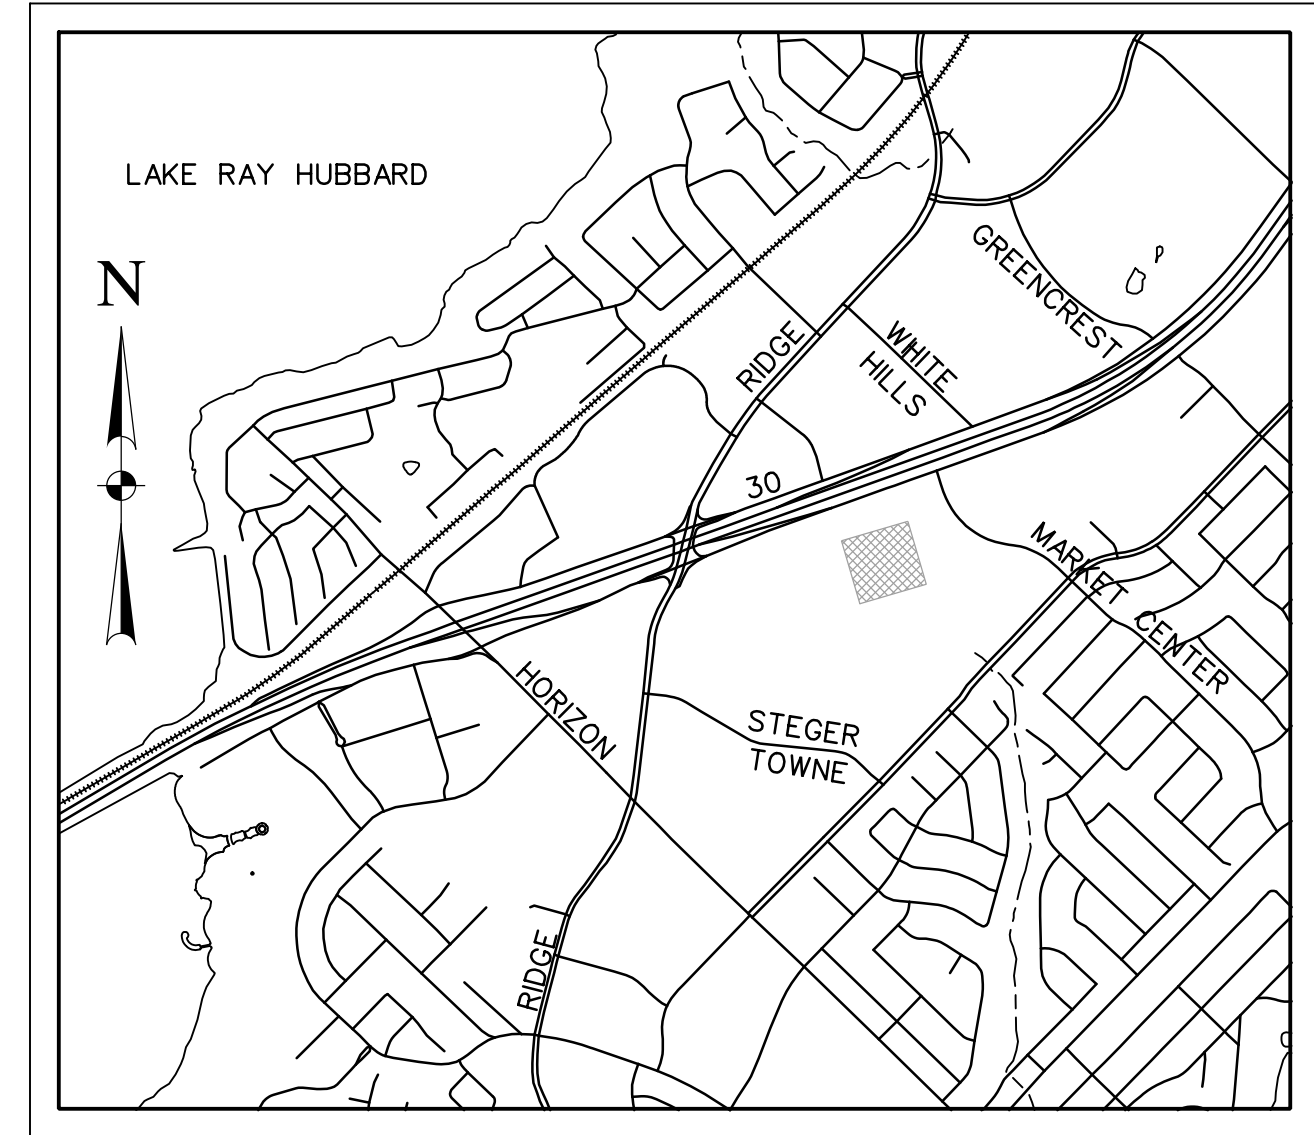 LAKE RAY HUBBARD
N
GREENCREST
WHITE
HILLS
RIDGE
30
MARKET CENTER
HORIZON
STEGER
TOWNE
RIDGE